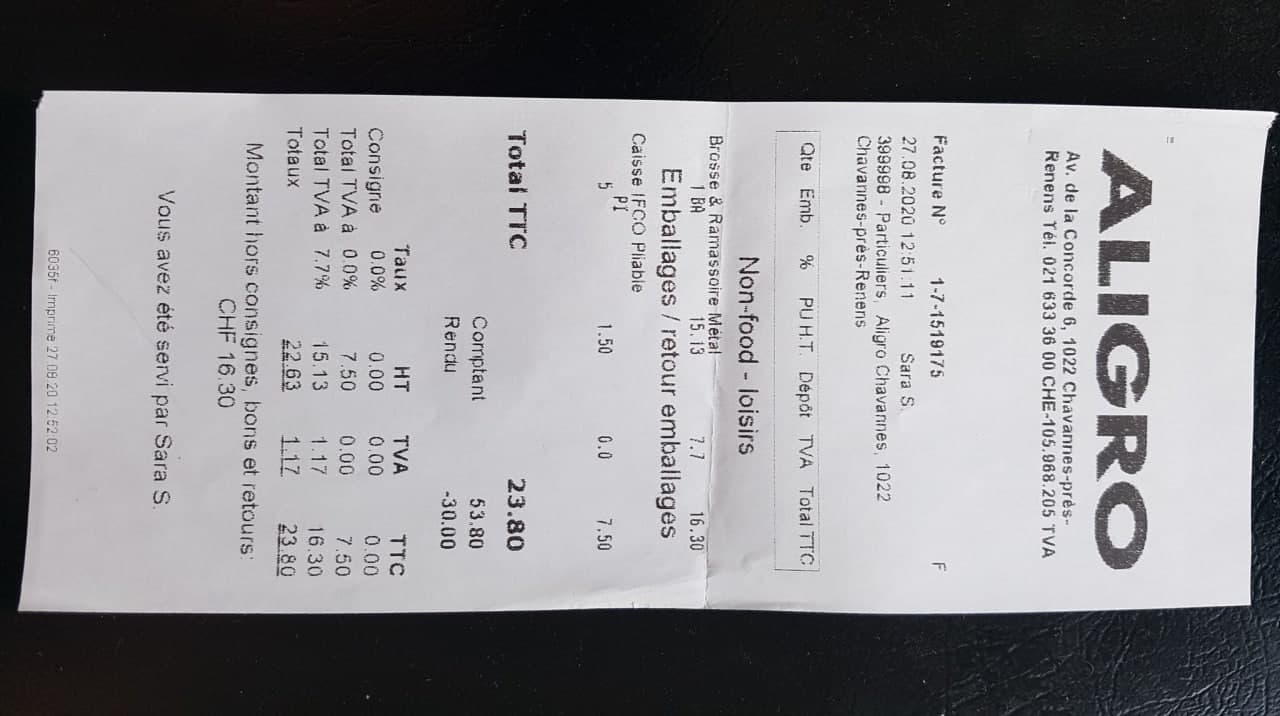 ALIGRO
Av. de la Concorde 6, 1022 Chavannes-près-
Renens Tél. 021 633 36 00 CHE-105.968.205 TVA
Facture N° 1-7-1519175 F
27.08.2020 12:51:11 Sara S.
399998 - Particuliers, Aligro Chavannes, 1022
Chavannes-près-Renens
Qte Emb. % PU H.T. Dépôt TVA Total TTC
Non-food - loisirs
Brosse & Ramassoire Métal
1 BA 15.13 7.7 16.30
Emballages / retour emballages
Caisse IFCO Pliable
5 PI 1.50 0.0 7.50
Total TTC 23.80
Comptant 53.80
Rendu -30.00
Taux HT TVA TTC
Consigne 0.0% 0.00 0.00 0.00
Total TVA à 0.0% 7.50 0.00 7.50
Total TVA à 7.7% 15.13 1.17 16.30
Totaux 22.63 1.17 23.80
Montant hors consignes, bons et retours:
CHF 16.30
Vous avez été servi par Sara S.
6035f - Imprimé 27.08.20 12:52:02